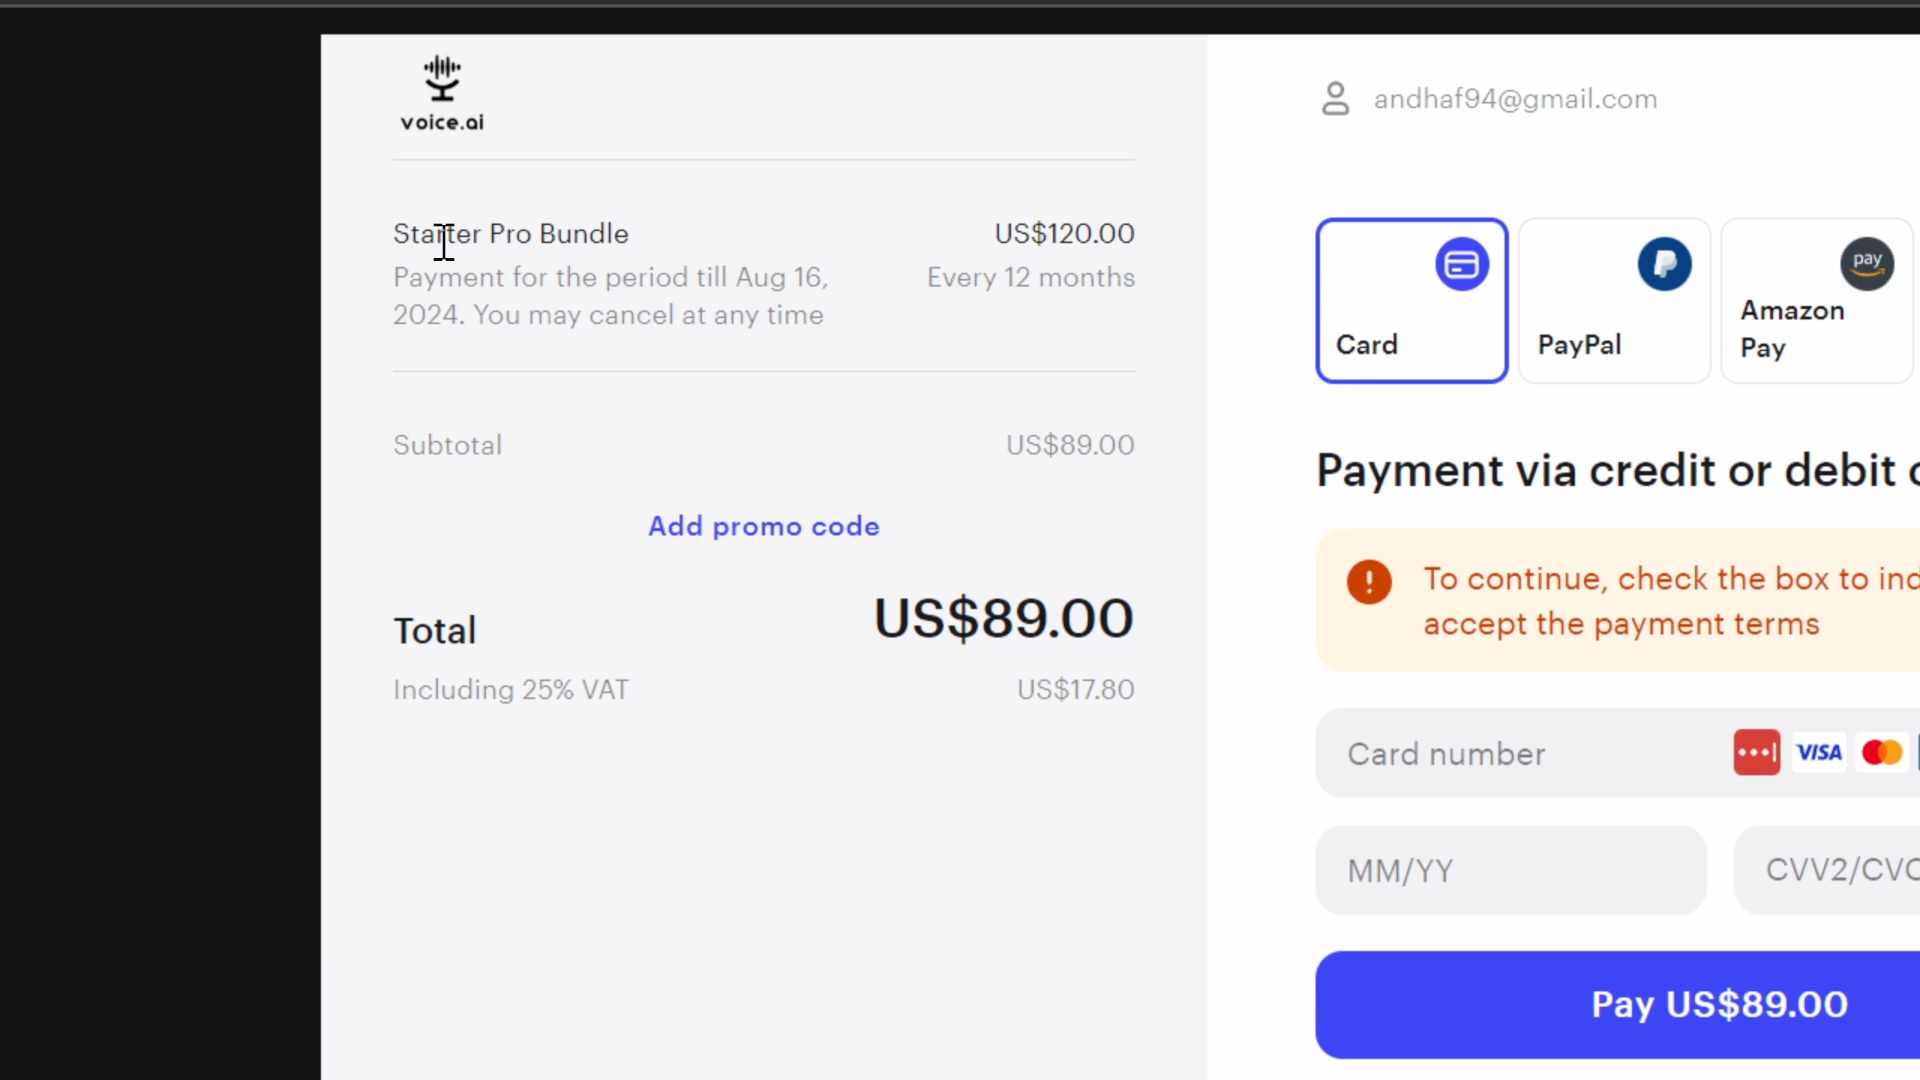 voice.ai
Starter Pro Bundle US$120.00
Payment for the period till Aug 16, Every 12 months
2024. You may cancel at any time
Subtotal US$89.00
Add promo code
Total US$89.00
Including 25% VAT US$17.80
andhaf94@gmail.com
Card
PayPal
pay
Amazon
Pay
Payment via credit or debit
To continue, check the box to
accept the payment terms
Card number VISA
MM/YY CVV2/CVC
Pay US$89.00